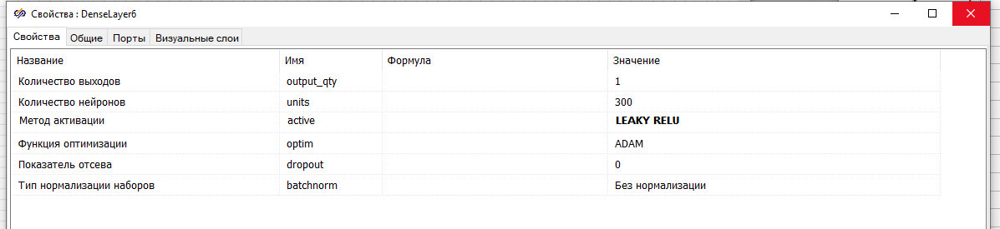 Свойства : DenseLayer6
Свойства Общие Порты Визуальные слои
Название Имя Формула Значение
Количество выходов output_qty 1
Количество нейронов units 300
Метод активации active LEAKY RELU
Функция оптимизации optim ADAM
Показатель отсева dropout 0
Тип нормализации наборов batchnorm Без нормализации